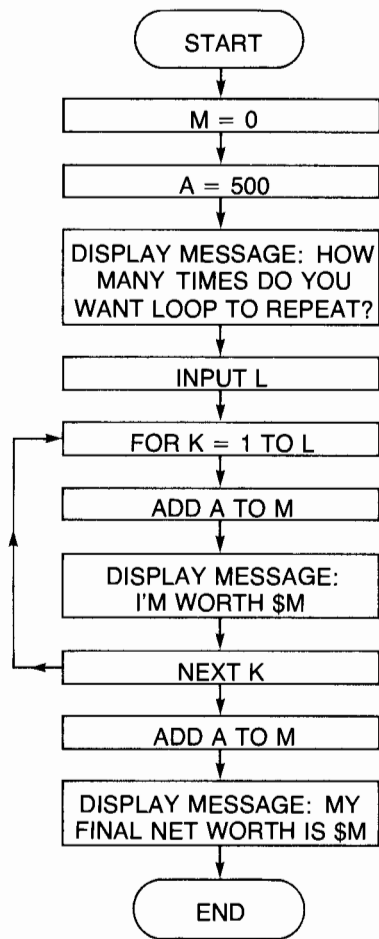 START
M = 0
A = 500
DISPLAY MESSAGE: HOW
MANY TIMES DO YOU
WANT LOOP TO REPEAT?
INPUT L
FOR K = 1 TO L
ADD A TO M
DISPLAY MESSAGE:
I'M WORTH $M
NEXT K
ADD A TO M
DISPLAY MESSAGE: MY
FINAL NET WORTH IS $M
END